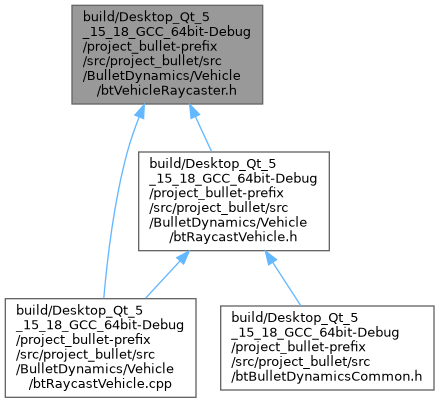 build/Desktop_Qt_5
_15_18_GCC_64bit-Debug
/project_bullet-prefix
/src/project_bullet/src
/BulletDynamics/Vehicle
/btVehicleRaycaster.h
build/Desktop_Qt_5
_15_18_GCC_64bit-Debug
/project_bullet-prefix
/src/project_bullet/src
/BulletDynamics/Vehicle
/btRaycastVehicle.h
build/Desktop_Qt_5
_15_18_GCC_64bit-Debug
/project_bullet-prefix
/src/project_bullet/src
/BulletDynamics/Vehicle
/btRaycastVehicle.cpp
build/Desktop_Qt_5
_15_18_GCC_64bit-Debug
/project_bullet-prefix
/src/project_bullet/src
/btBulletDynamicsCommon.h